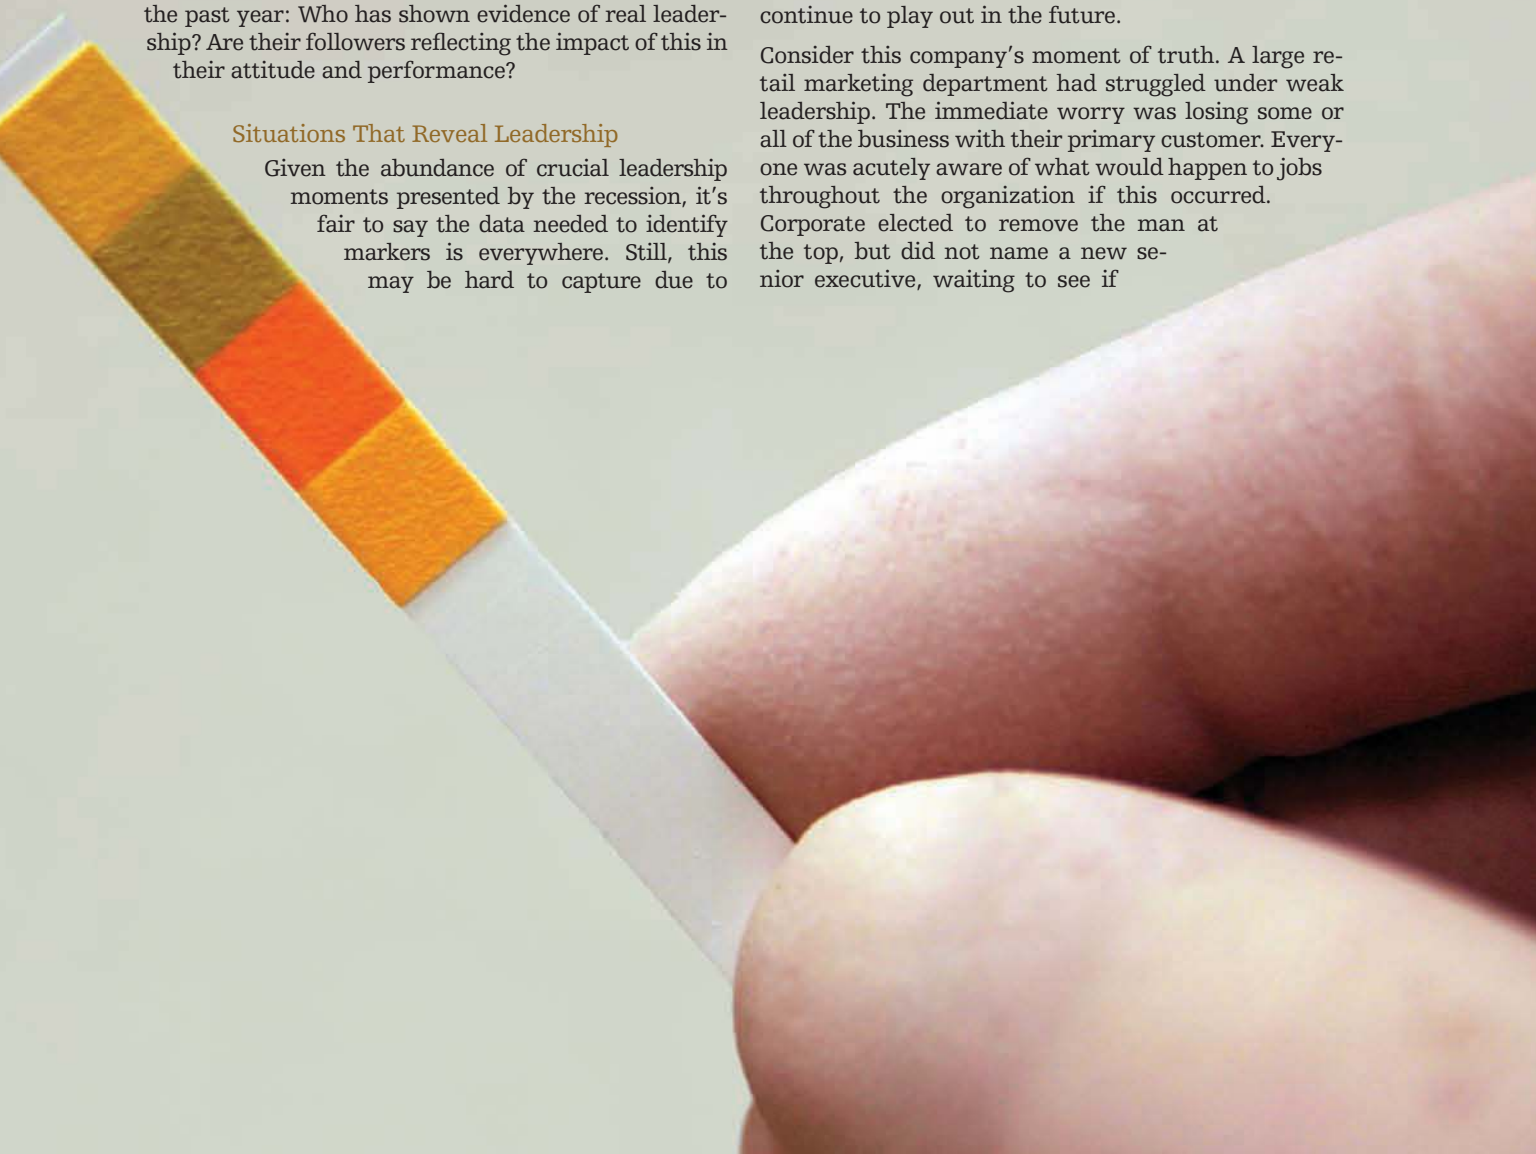 the past year: Who has shown evidence of real leader-
ship? Are their followers reflecting the impact of this in
their attitude and performance?
Situations That Reveal Leadership
Given the abundance of crucial leadership
moments presented by the recession, it's
fair to say the data needed to identify
markers is everywhere. Still, this
may be hard to capture due to
continue to play out in the future.
Consider this company's moment of truth. A large re-
tail marketing department had struggled under weak
leadership. The immediate worry was losing some or
all of the business with their primary customer. Every-
one was acutely aware of what would happen to jobs
throughout the organization if this occurred.
Corporate elected to remove the man at
the top, but did not name a new se-
nior executive, waiting to see if